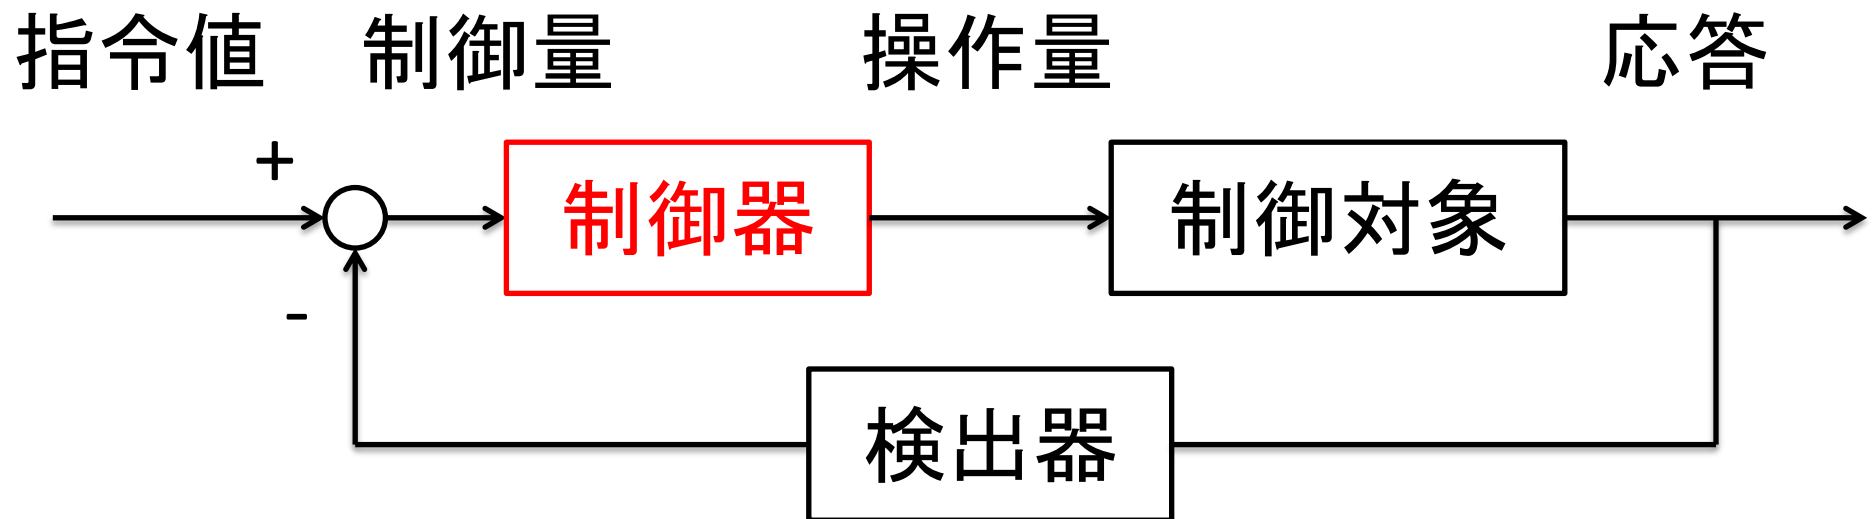 指令値 制御量 操作量 応答
+
制御器 制御対象
-
検出器